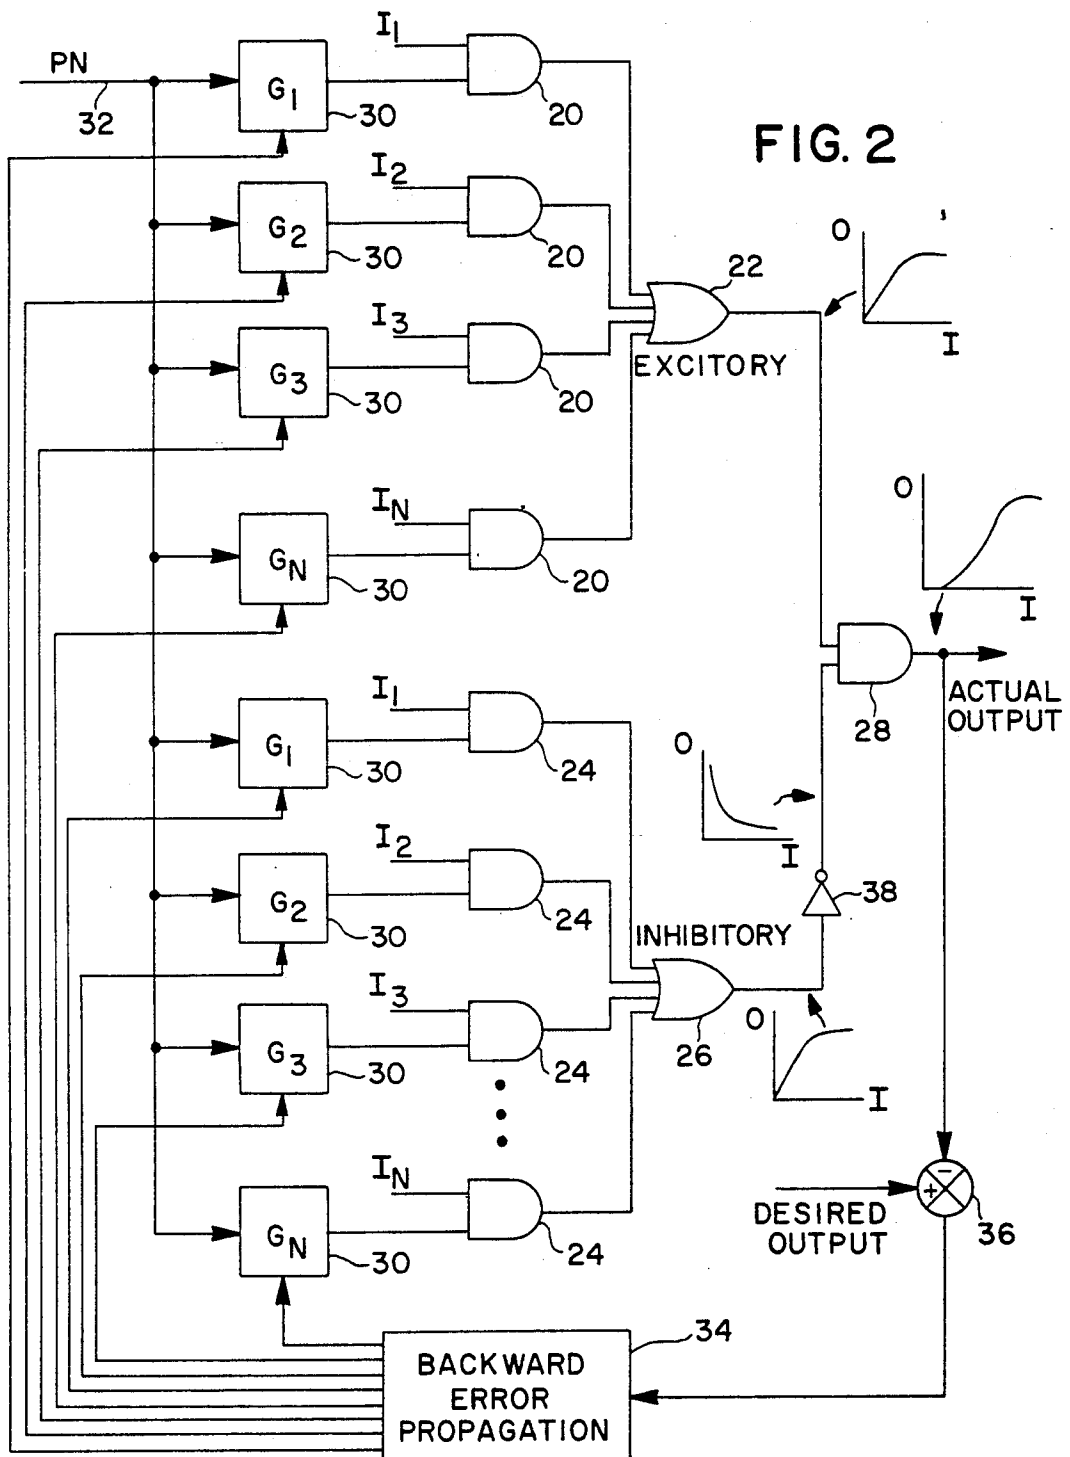 FIG. 2
PN
32
G1
30
I1
20
G2
30
I2
20
G3
30
I3
20
GN
30
IN
20
22
EXCITORY
O
I
O
I
28
ACTUAL
OUTPUT
G1
30
I1
24
G2
30
I2
24
G3
30
I3
24
GN
30
IN
24
INHIBITORY
26
O
I
38
O
I
DESIRED
OUTPUT
+
−
36
34
BACKWARD
ERROR
PROPAGATION